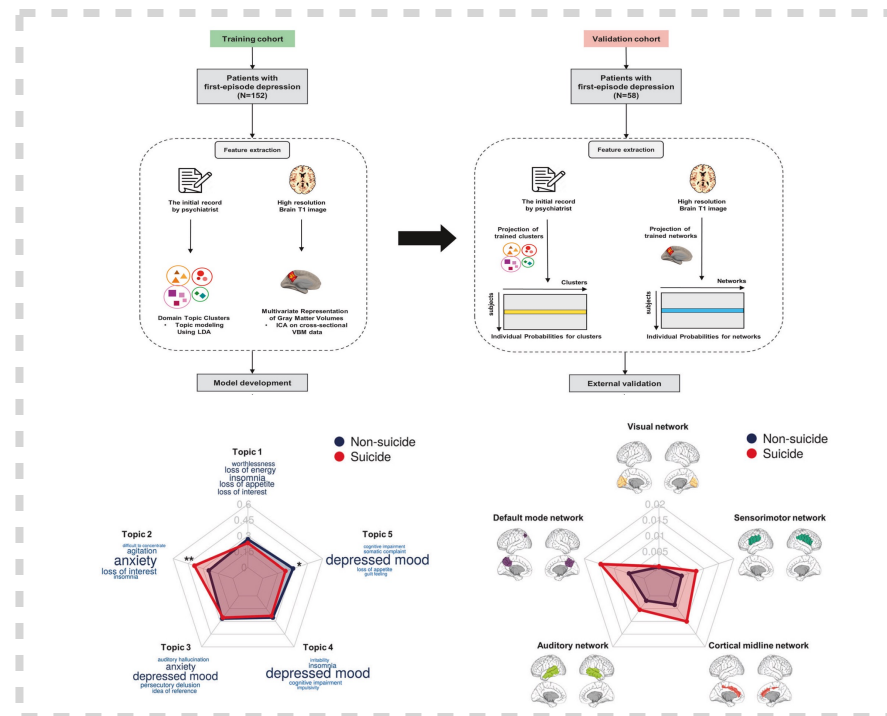 Training cohort
Patients with
first-episode depression
(N=152)
Feature extraction
The initial record
by psychiatrist
High resolution
Brain T1 image
Domain Topic Clusters
• Topic modeling
Using LDA
Multivariate Representation
of Gray Matter Volumes
• ICA on cross-sectional
VBM data
Model development
Validation cohort
Patients with
first-episode depression
(N=58)
Feature extraction
The initial record
by psychiatrist
High resolution
Brain T1 image
Projection of
trained clusters
Projection of
trained networks
Clusters
subjects
Individual Probabilities for clusters
Networks
subjects
Individual Probabilities for networks
External validation
Non-suicide
Suicide
Topic 1
worthlessness
loss of energy
insomnia
loss of appetite
loss of interest
0.6
0.45
0
Topic 2
difficult to concentrate
agitation
anxiety
loss of interest
insomnia
**
*
Topic 5
cognitive impairment
somatic complaint
depressed mood
loss of appetite
guilt feeling
Topic 3
auditory hallucination
anxiety
depressed mood
persecutory delusion
idea of reference
Topic 4
irritability
insomnia
depressed mood
cognitive impairment
impulsivity
Visual network
Non-suicide
Suicide
0.02
0.015
0.01
0.005
Default mode network
Sensorimotor network
Auditory network
Cortical midline network